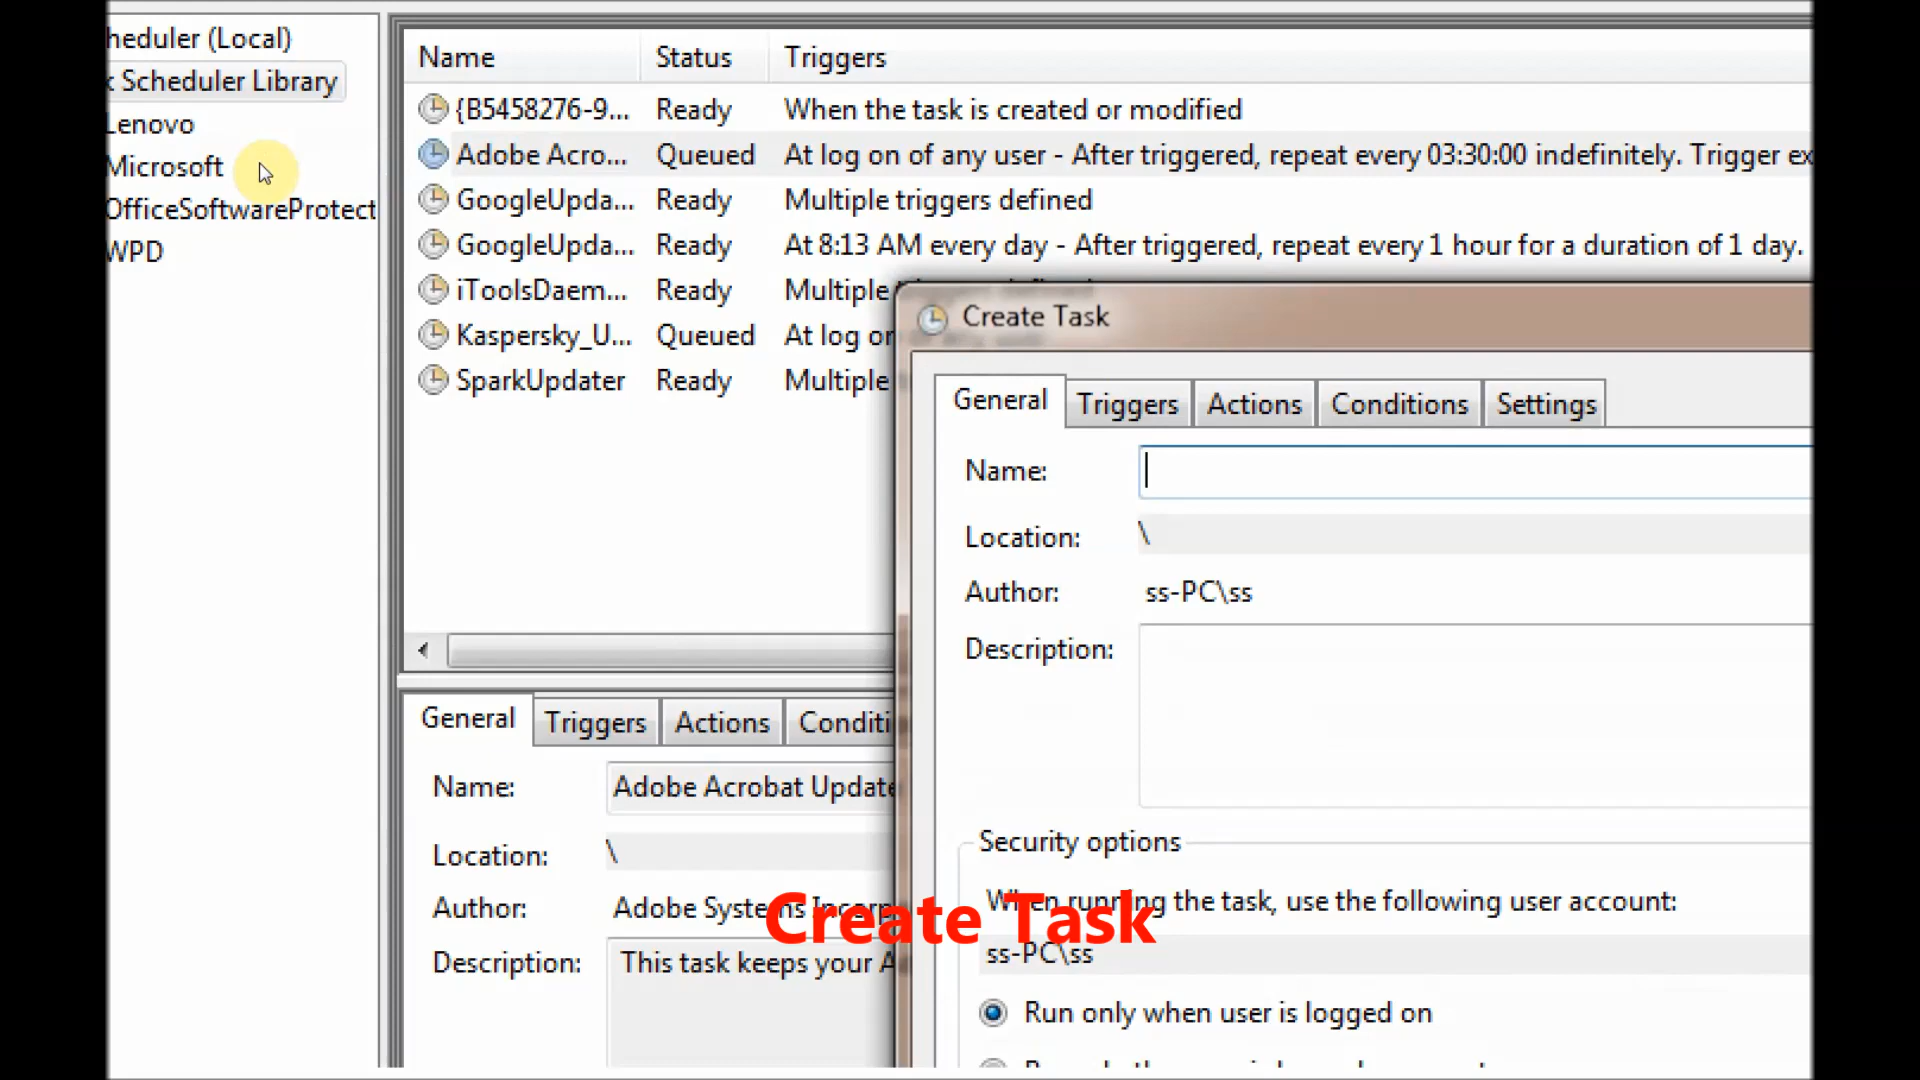 heduler (Local)
Scheduler Library
Lenovo
Microsoft
OfficeSoftwareProtect
WPD
Name Status Triggers
{B5458276-9... Ready When the task is created or modified
Adobe Acro... Queued At log on of any user - After triggered, repeat every 03:30:00 indefinitely. Trigger ex
GoogleUpda... Ready Multiple triggers defined
GoogleUpda... Ready At 8:13 AM every day - After triggered, repeat every 1 hour for a duration of 1 day.
iToolsDaem... Ready Multiple
Kaspersky_U... Queued At log or
SparkUpdater Ready Multiple
General Triggers Actions Conditi
Name: Adobe Acrobat Update
Location: \
Author: Adobe Systems Incorp
Description: This task keeps your A
Create Task
General Triggers Actions Conditions Settings
Name:
Location: \
Author: ss-PC\ss
Description:
Security options
When running the task, use the following user account:
ss-PC\ss
Run only when user is logged on
Create Task